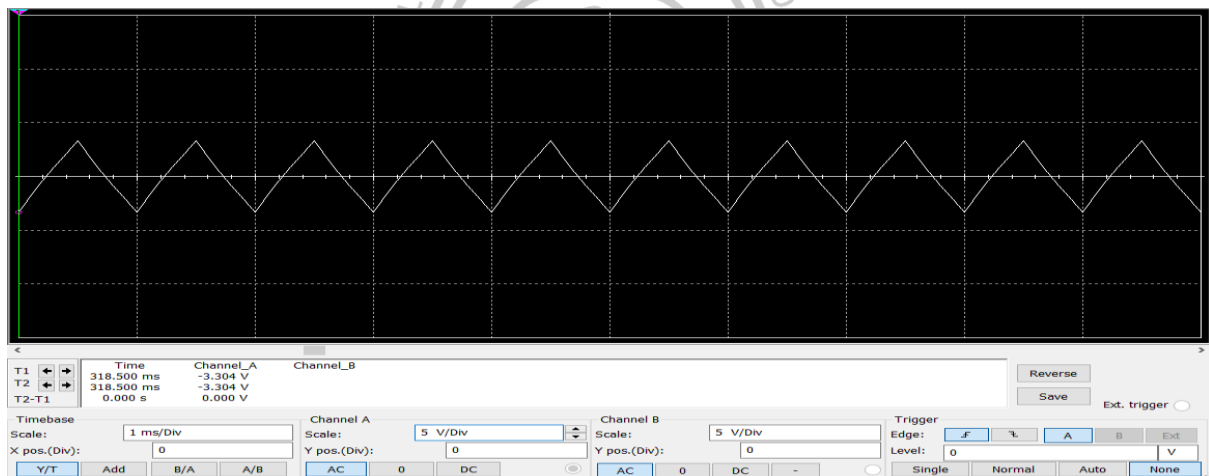 Time Channel_A Channel_B
T1 318.500 ms -3.304 V
T2 318.500 ms -3.304 V
T2-T1 0.000 s 0.000 V
Reverse
Save
Ext. trigger
Timebase
Scale: 1 ms/Div
X pos.(Div): 0
Y/T Add B/A A/B
Channel A
Scale: 5 V/Div
Y pos.(Div): 0
AC 0 DC
Channel B
Scale: 5 V/Div
Y pos.(Div): 0
AC 0 DC -
Trigger
Edge: A B Ext
Level: 0 V
Single Normal Auto None